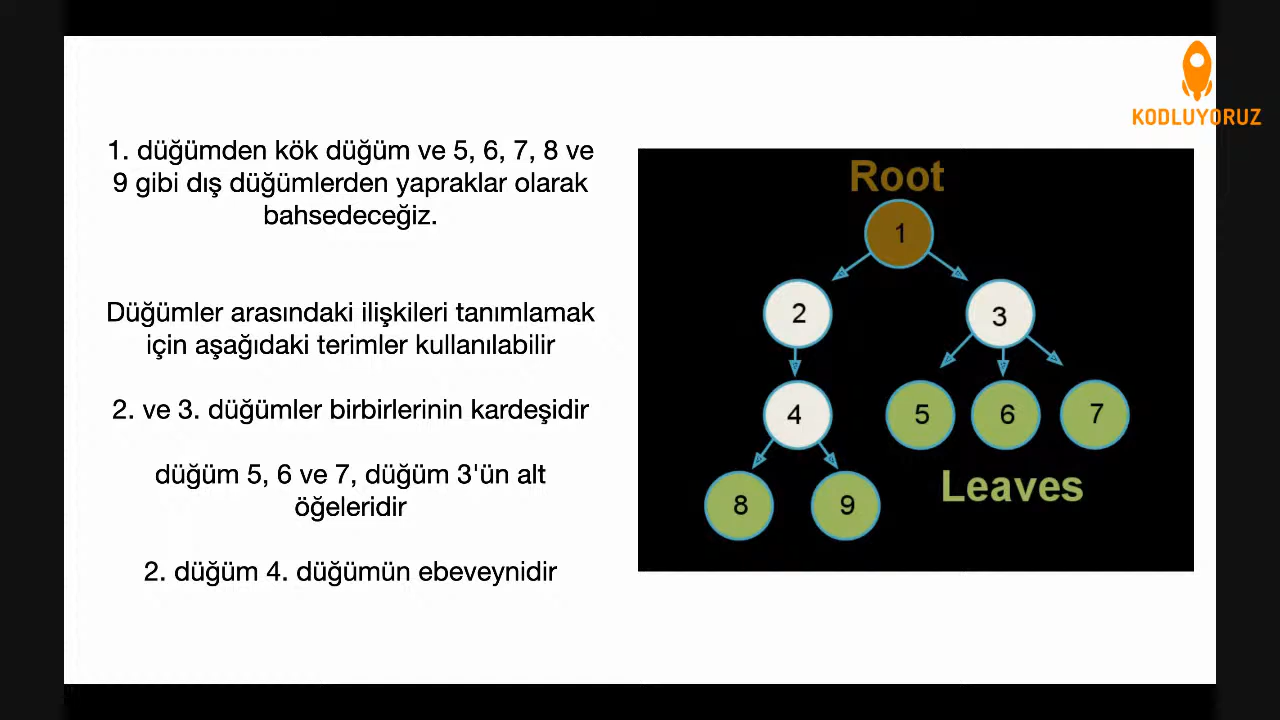 KODLUYORUZ
1. düğümden kök düğüm ve 5, 6, 7, 8 ve
9 gibi dış düğümlerden yapraklar olarak
bahsedeceğiz.
Düğümler arasındaki ilişkileri tanımlamak
için aşağıdaki terimler kullanılabilir
2. ve 3. düğümler birbirlerinin kardeşidir
düğüm 5, 6 ve 7, düğüm 3'ün alt
öğeleridir
2. düğüm 4. düğümün ebeveynidir
Root
1
2
3
4
5
6
7
8
9
Leaves